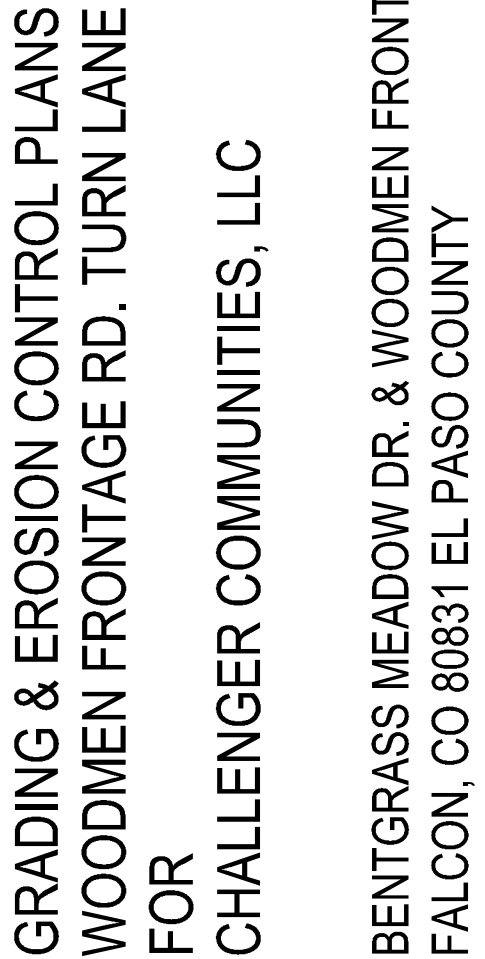 GRADING & EROSION CONTROL PLANS
WOODMEN FRONTAGE RD. TURN LANE
FOR
CHALLENGER COMMUNITIES, LLC
BENTGRASS MEADOW DR. & WOODMEN FRONT
FALCON, CO 80831 EL PASO COUNTY